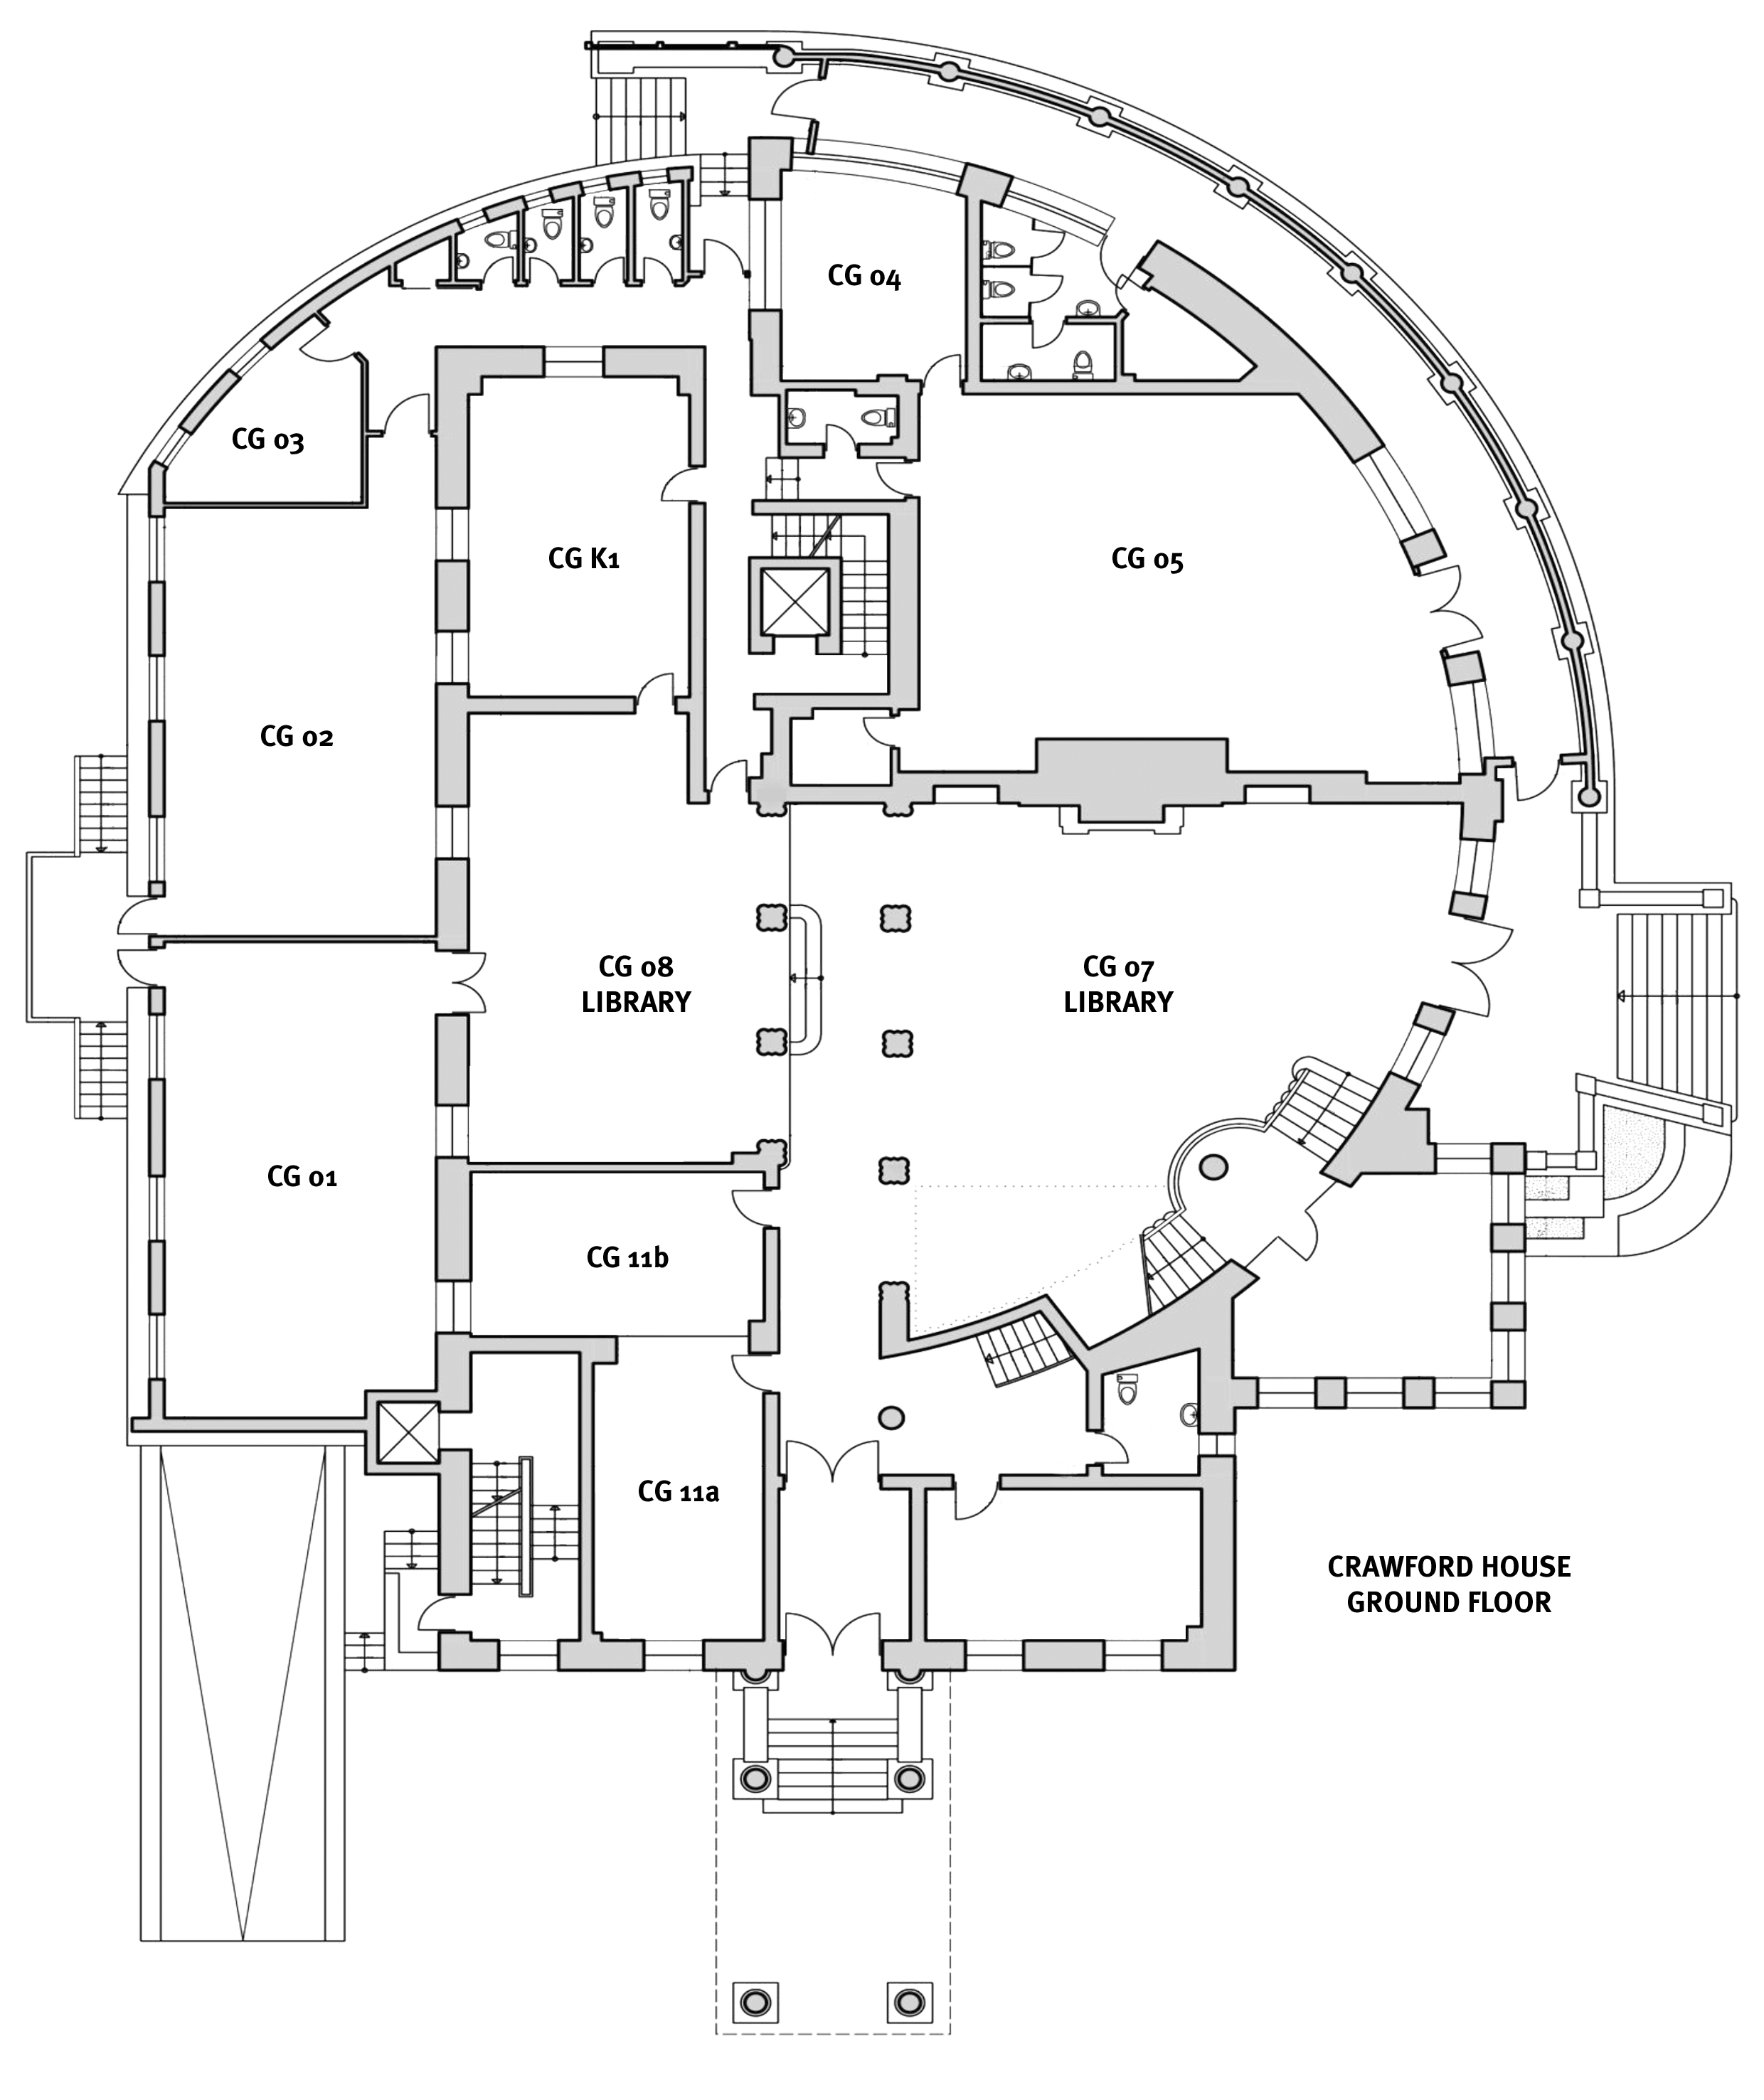 CG 04
CG 03
CG K1
CG 05
CG 02
CG 08
LIBRARY
CG 07
LIBRARY
CG 01
CG 11b
CG 11a
CRAWFORD HOUSE
GROUND FLOOR